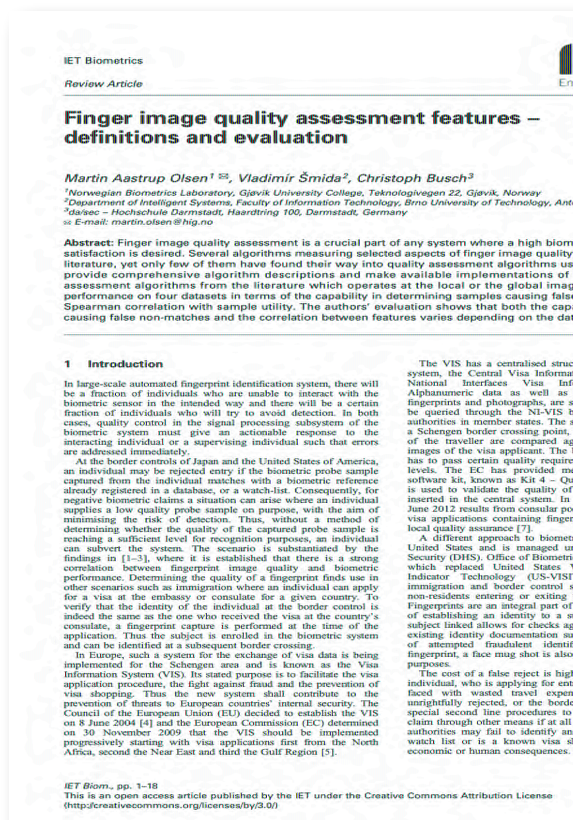 IET Biometrics
Review Article
En
Finger image quality assessment features –
definitions and evaluation
Martin Aastrup Olsen¹ ✉, Vladimír Šmida², Christoph Busch³
¹Norwegian Biometrics Laboratory, Gjøvik University College, Teknologivegen 22, Gjøvik, Norway
²Department of Intelligent Systems, Faculty of Information Technology, Brno University of Technology, Ant
³da/sec – Hochschule Darmstadt, Haardtring 100, Darmstadt, Germany
✉ E-mail: martin.olsen@hig.no
Abstract: Finger image quality assessment is a crucial part of any system where a high biom
satisfaction is desired. Several algorithms measuring selected aspects of finger image quality
literature, yet only few of them have found their way into quality assessment algorithms us
provide comprehensive algorithm descriptions and make available implementations of
assessment algorithms from the literature which operates at the local or the global imag
performance on four datasets in terms of the capability in determining samples causing false
Spearman correlation with sample utility. The authors' evaluation shows that both the cap
causing false non-matches and the correlation between features varies depending on the dat
1 Introduction
In large-scale automated fingerprint identification system, there will
be a fraction of individuals who are unable to interact with the
biometric sensor in the intended way and there will be a certain
fraction of individuals who will try to avoid detection. In both
cases, quality control in the signal processing subsystem of the
biometric system must give an actionable response to the
interacting individual or a supervising individual such that errors
are addressed immediately.
At the border controls of Japan and the United States of America,
an individual may be rejected entry if the biometric probe sample
captured from the individual matches with a biometric reference
already registered in a database, or a watch-list. Consequently, for
negative biometric claims a situation can arise where an individual
supplies a low quality probe sample on purpose, with the aim of
minimising the risk of detection. Thus, without a method of
determining whether the quality of the captured probe sample is
reaching a sufficient level for recognition purposes, an individual
can subvert the system. The scenario is substantiated by the
findings in [1–3], where it is established that there is a strong
correlation between fingerprint image quality and biometric
performance. Determining the quality of a fingerprint finds use in
other scenarios such as immigration where an individual can apply
for a visa at the embassy or consulate for a given country. To
verify that the identity of the individual at the border control is
indeed the same as the one who received the visa at the country's
consulate, a fingerprint capture is performed at the time of the
application. Thus the subject is enrolled in the biometric system
and can be identified at a subsequent border crossing.
In Europe, such a system for the exchange of visa data is being
implemented for the Schengen area and is known as the Visa
Information System (VIS). Its stated purpose is to facilitate the visa
application procedure, the fight against fraud and the prevention of
visa shopping. Thus the new system shall contribute to the
prevention of threats to European countries' internal security. The
Council of the European Union (EU) decided to establish the VIS
on 8 June 2004 [4] and the European Commission (EC) determined
on 30 November 2009 that the VIS should be implemented
progressively starting with visa applications first from the North
Africa, second the Near East and third the Gulf Region [5].
The VIS has a centralised struc
system, the Central Visa Informat
National Interfaces Visa Inf
Alphanumeric data as well as
fingerprints and photographs, are s
be queried through the NI-VIS b
authorities in member states. The s
a Schengen border crossing point,
of the traveller are compared ag
images of the visa applicant. The
has to pass certain quality require
levels. The EC has provided me
software kit, known as Kit 4 – Qu
is used to validate the quality of
inserted in the central system. In
June 2012 results from consular po
visa applications containing finger
local quality assurance [7].
A different approach to biometr
United States and is managed u
Security (DHS). Office of Biometri
which replaced United States V
Indicator Technology (US-VISI
immigration and border control s
non-residents entering or exiting
Fingerprints are an integral part of
of establishing an identity to a s
subject linked allows for checks ag
existing identity documentation su
of attempted fraudulent identif
fingerprint, a face mug shot is also
purposes.
The cost of a false reject is high
individual, who is applying for ent
faced with wasted travel expen
unrightfully rejected, or the borde
special second line procedures to
claim through other means if at all
authorities may fail to identify an
watch list or is a known visa sh
economic or human consequences.
IET Biom., pp. 1–18
This is an open access article published by the IET under the Creative Commons Attribution License
(http://creativecommons.org/licenses/by/3.0/)